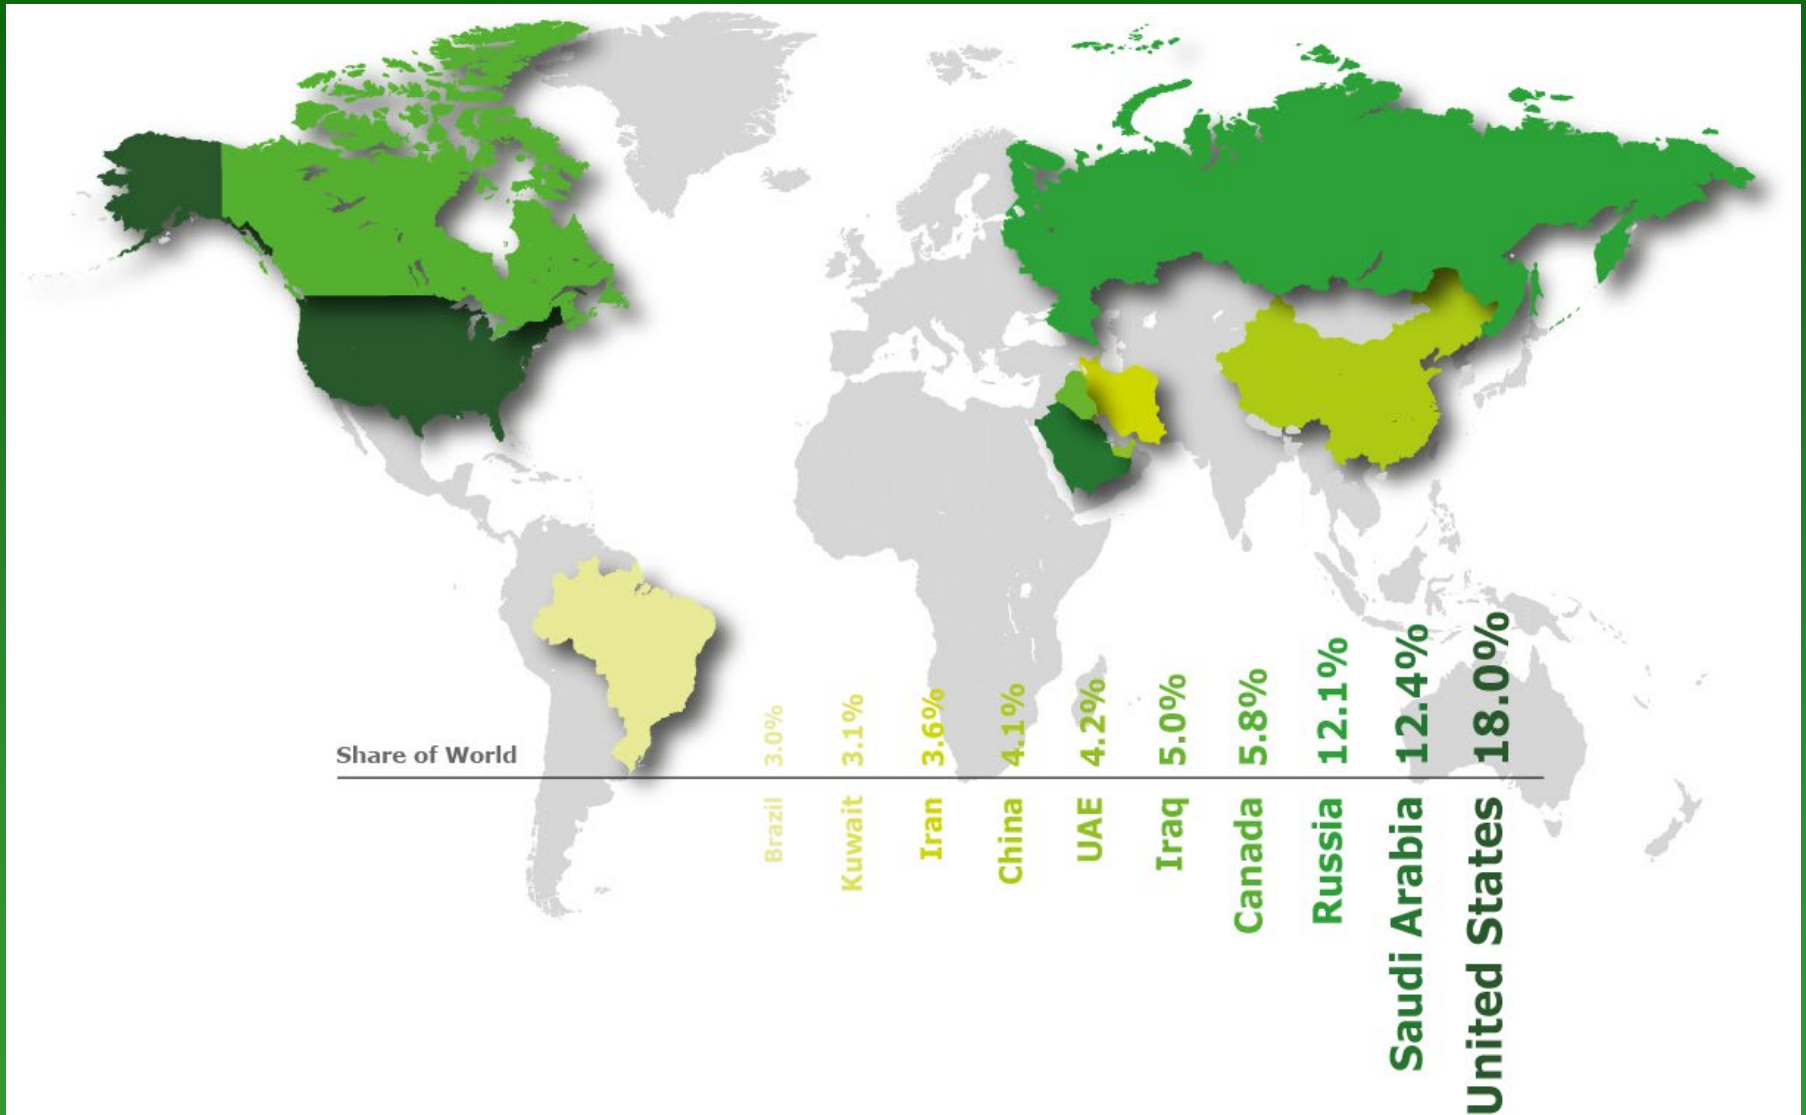 Share of World
3.0%
3.1%
3.6%
4.1%
4.2%
5.0%
5.8%
12.1%
12.4%
18.0%
Brazil
Kuwait
Iran
China
UAE
Iraq
Canada
Russia
Saudi Arabia
United States